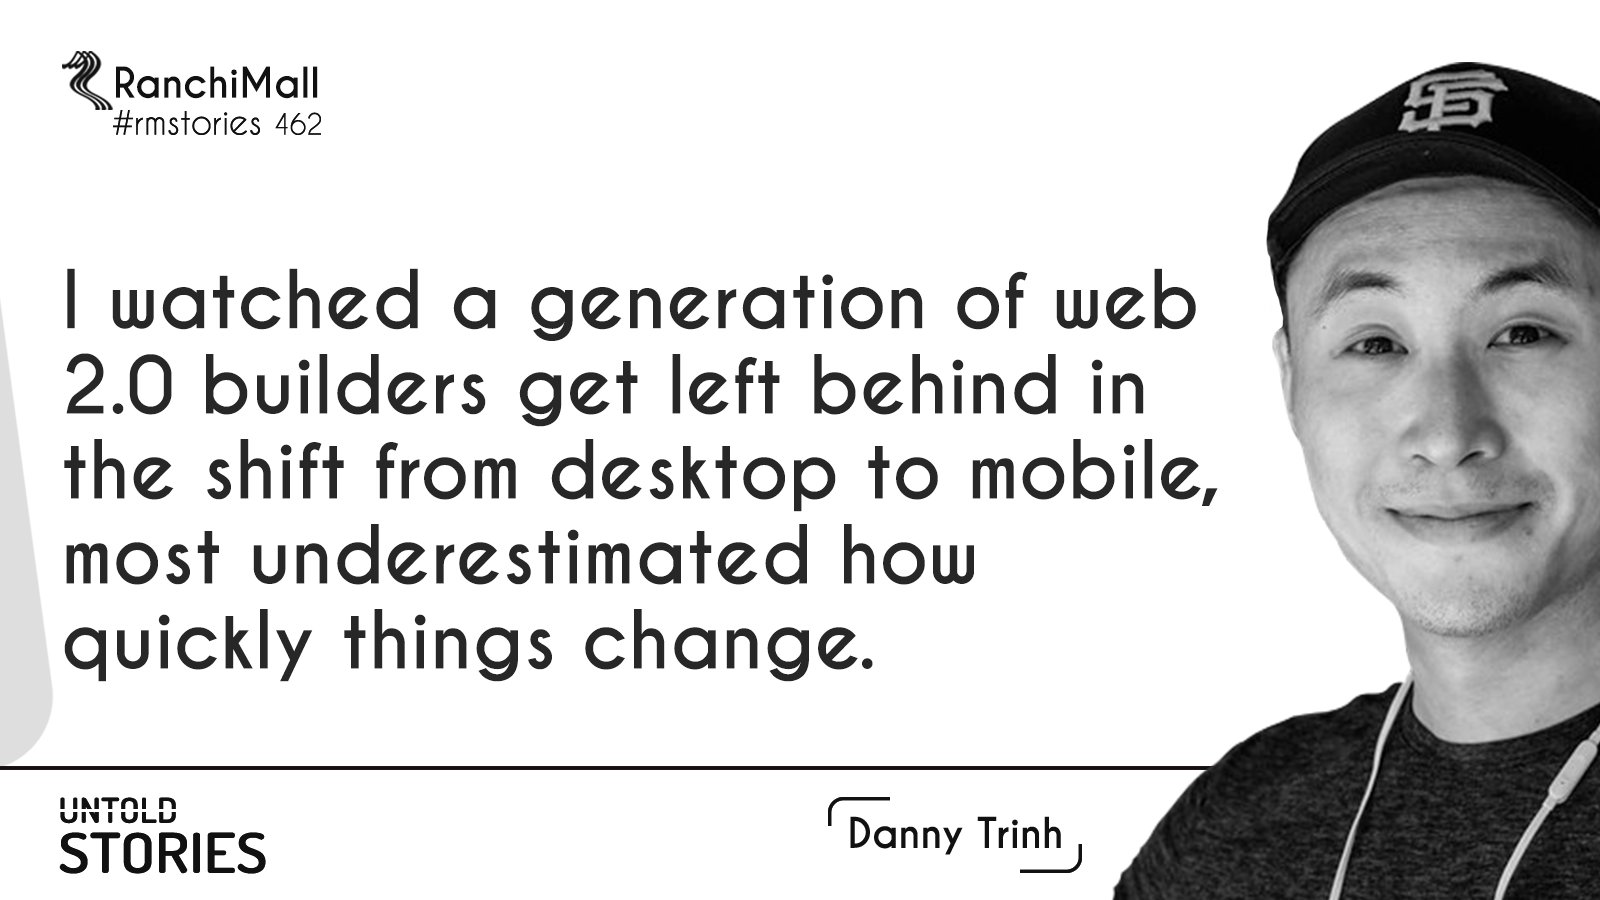 RanchiMall
#rmstories 462
I watched a generation of web
2.0 builders get left behind in
the shift from desktop to mobile,
most underestimated how
quickly things change.
UNTOLD
STORIES
Danny Trinh
SF